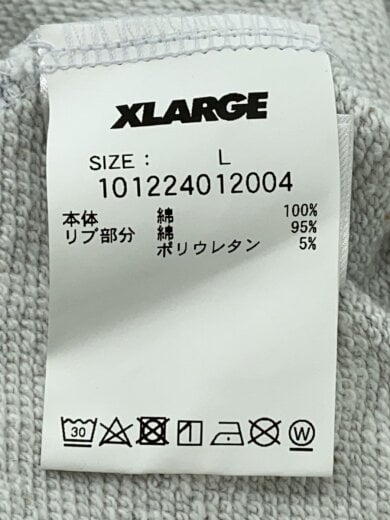 XLARGE
SIZE : L
101224012004
本体 綿 100%
リブ部分 綿 95%
ポリウレタン 5%
30
W